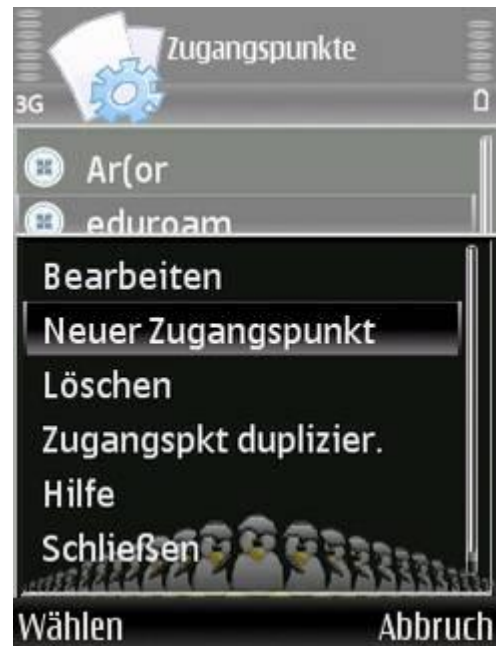 Zugangspunkte
3G
Ar(or
eduroam
Bearbeiten
Neuer Zugangspunkt
Löschen
Zugangspkt duplizier.
Hilfe
Schließen
Wählen
Abbruch